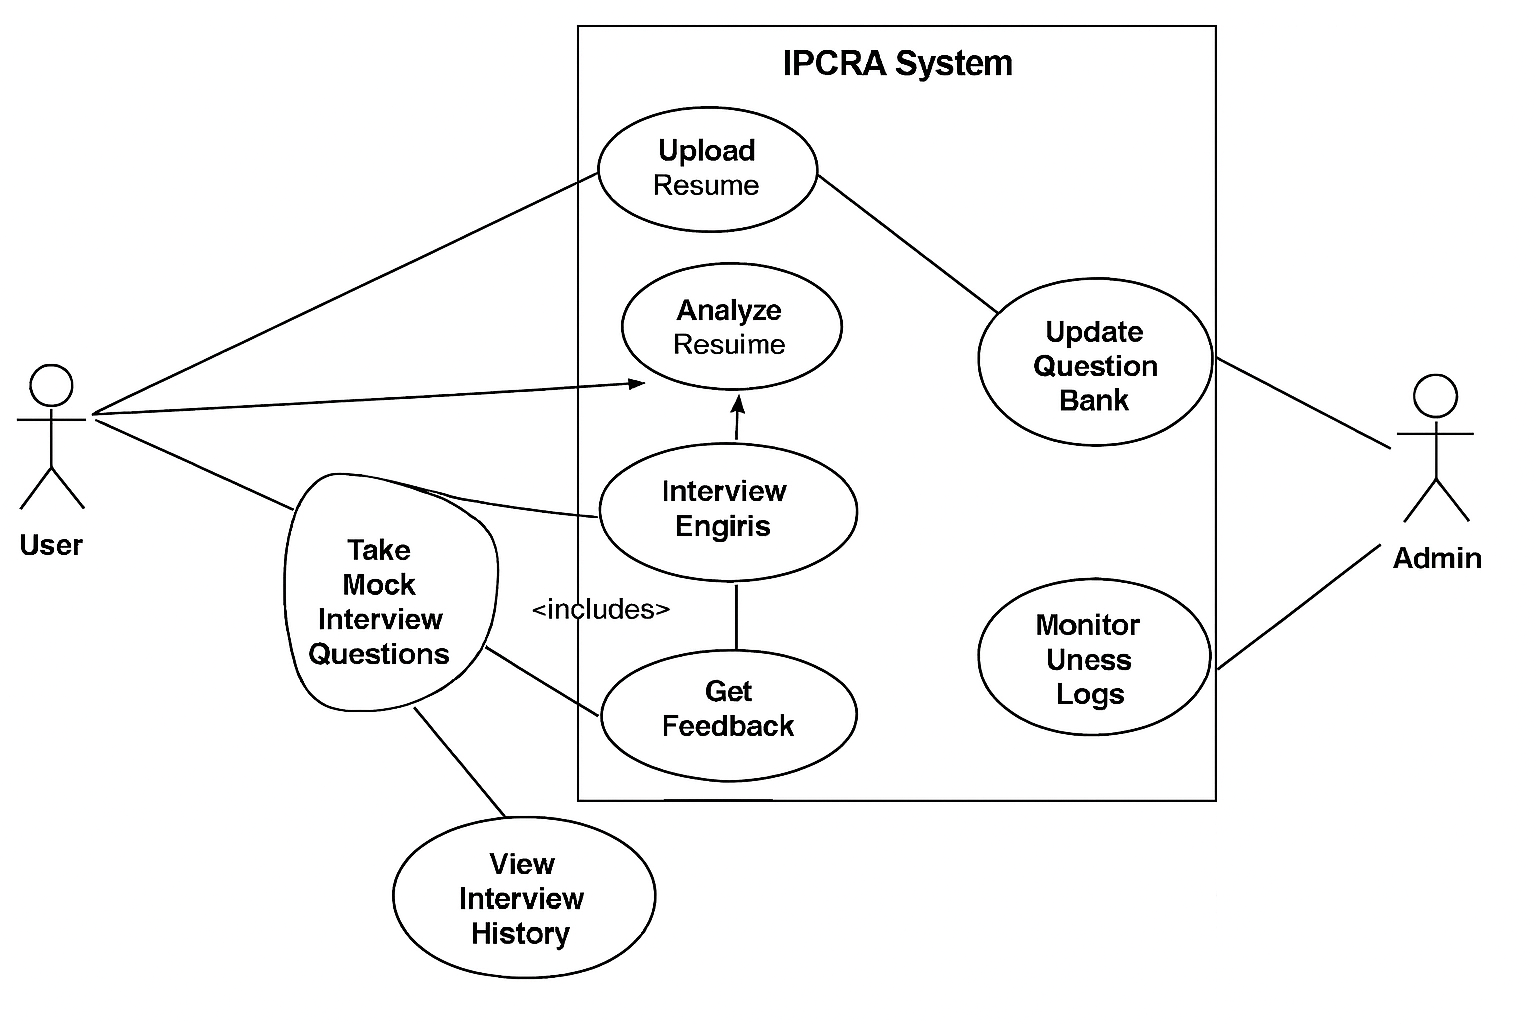 IPCRA System
Upload
Resume
Analyze
Resuime
Update
Question
Bank
Interview
Engiris
User
Admin
Take
Mock
Interview
Questions
<includes>
Monitor
Uness
Logs
Get
Feedback
View
Interview
History